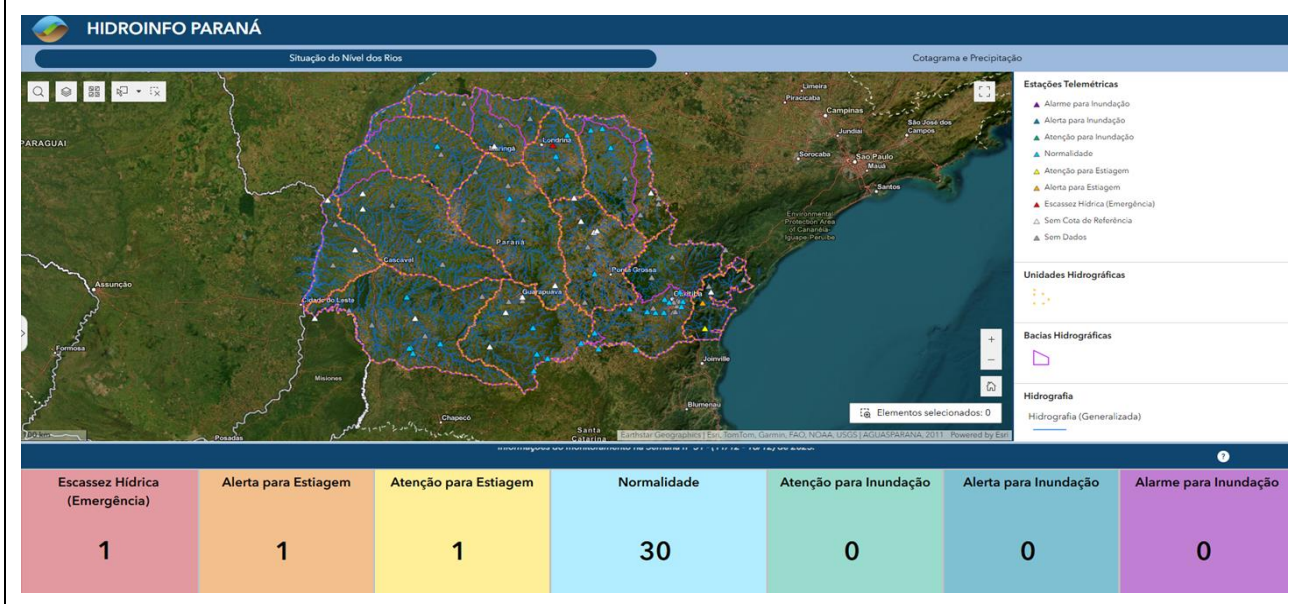 HIDROINFO PARANÁ
Situação do Nível dos Rios
Cotagrama e Precipitação
PARAGUAI
Assunção
Formosa
Posadas
Misiones
Cidade do Leste
Cascavel
Maringá
Londrina
Paraná
Guarapuava
Ponta Grossa
Curitiba
Joinville
Blumenau
Chapecó
Santa
Catarina
Limeira
Piracicaba
Campinas
Jundiaí
São José dos
Campos
Sorocaba
São Paulo
Mauá
Santos
Environmental
Protection Area
of Cananéia-
Iguape-Peruíbe
100 km
Elementos selecionados: 0
Earthstar Geographics | Esri, TomTom, Garmin, FAO, NOAA, USGS | AGUASPARANÁ, 2011 Powered by Esri
Estações Telemétricas
Alarme para Inundação
Alerta para Inundação
Atenção para Inundação
Normalidade
Atenção para Estiagem
Alerta para Estiagem
Escassez Hídrica (Emergência)
Sem Cota de Referência
Sem Dados
Unidades Hidrográficas
Bacias Hidrográficas
Hidrografia
Hidrografia (Generalizada)
Escassez Hídrica
(Emergência)
1
Alerta para Estiagem
1
Atenção para Estiagem
1
Normalidade
30
Atenção para Inundação
0
Alerta para Inundação
0
Alarme para Inundação
0